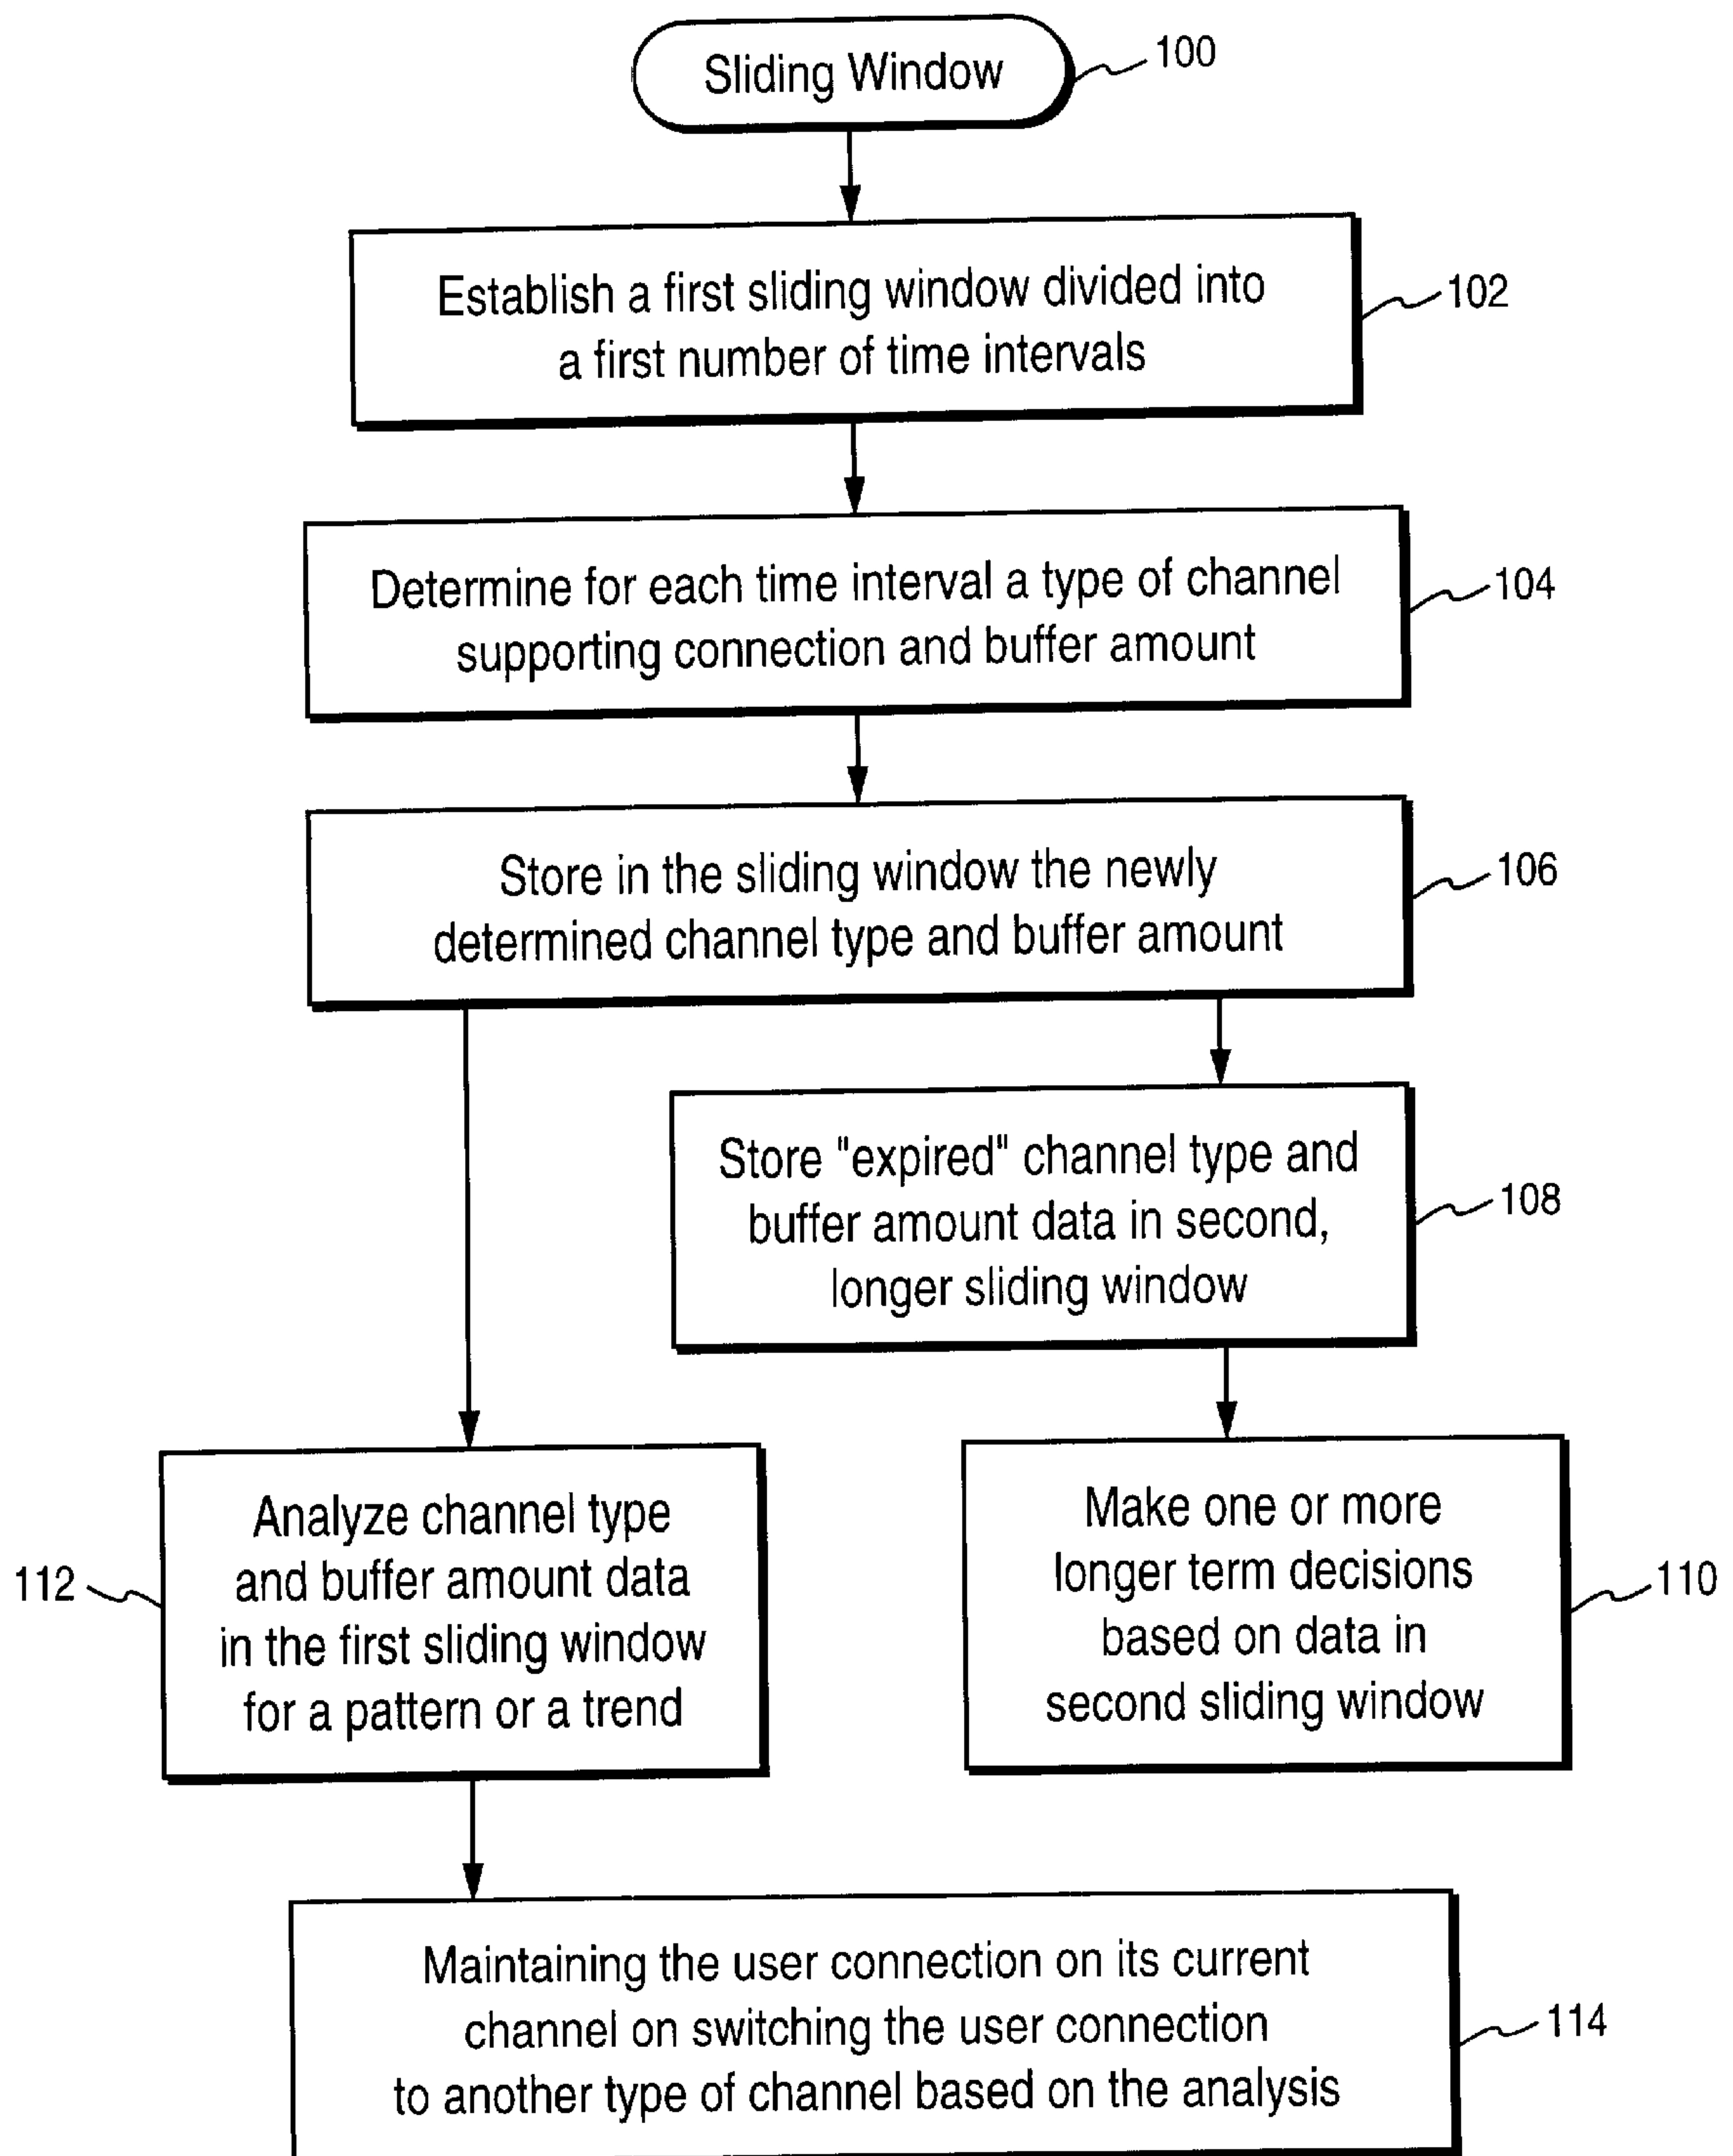 Sliding Window
100
Establish a first sliding window divided into
a first number of time intervals
102
Determine for each time interval a type of channel
supporting connection and buffer amount
104
Store in the sliding window the newly
determined channel type and buffer amount
106
Store "expired" channel type and
buffer amount data in second,
longer sliding window
108
Analyze channel type
and buffer amount data
in the first sliding window
for a pattern or a trend
112
Make one or more
longer term decisions
based on data in
second sliding window
110
Maintaining the user connection on its current
channel on switching the user connection
to another type of channel based on the analysis
114